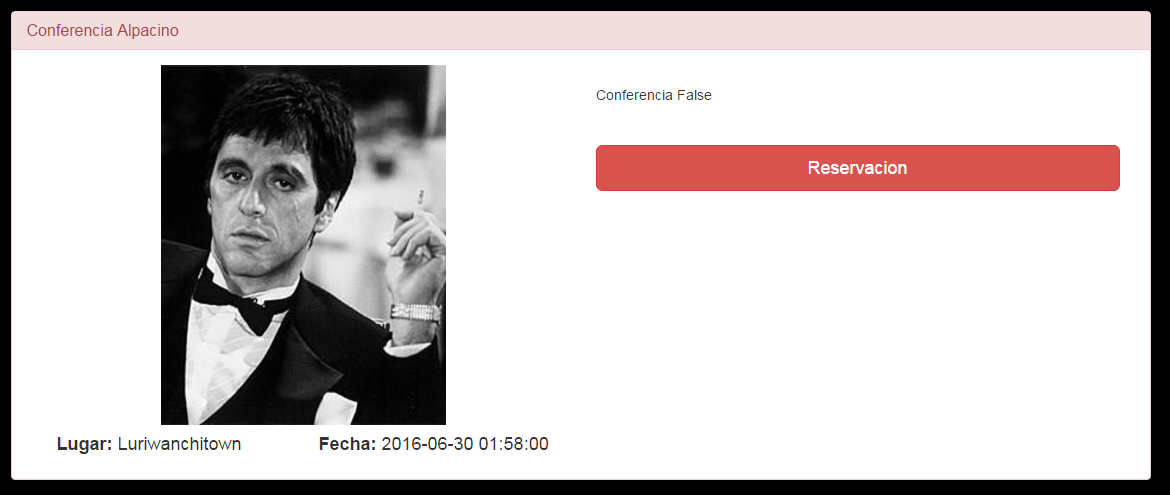 Conferencia Alpacino
Conferencia False
Reservacion
Lugar: Luriwanchitown
Fecha: 2016-06-30 01:58:00